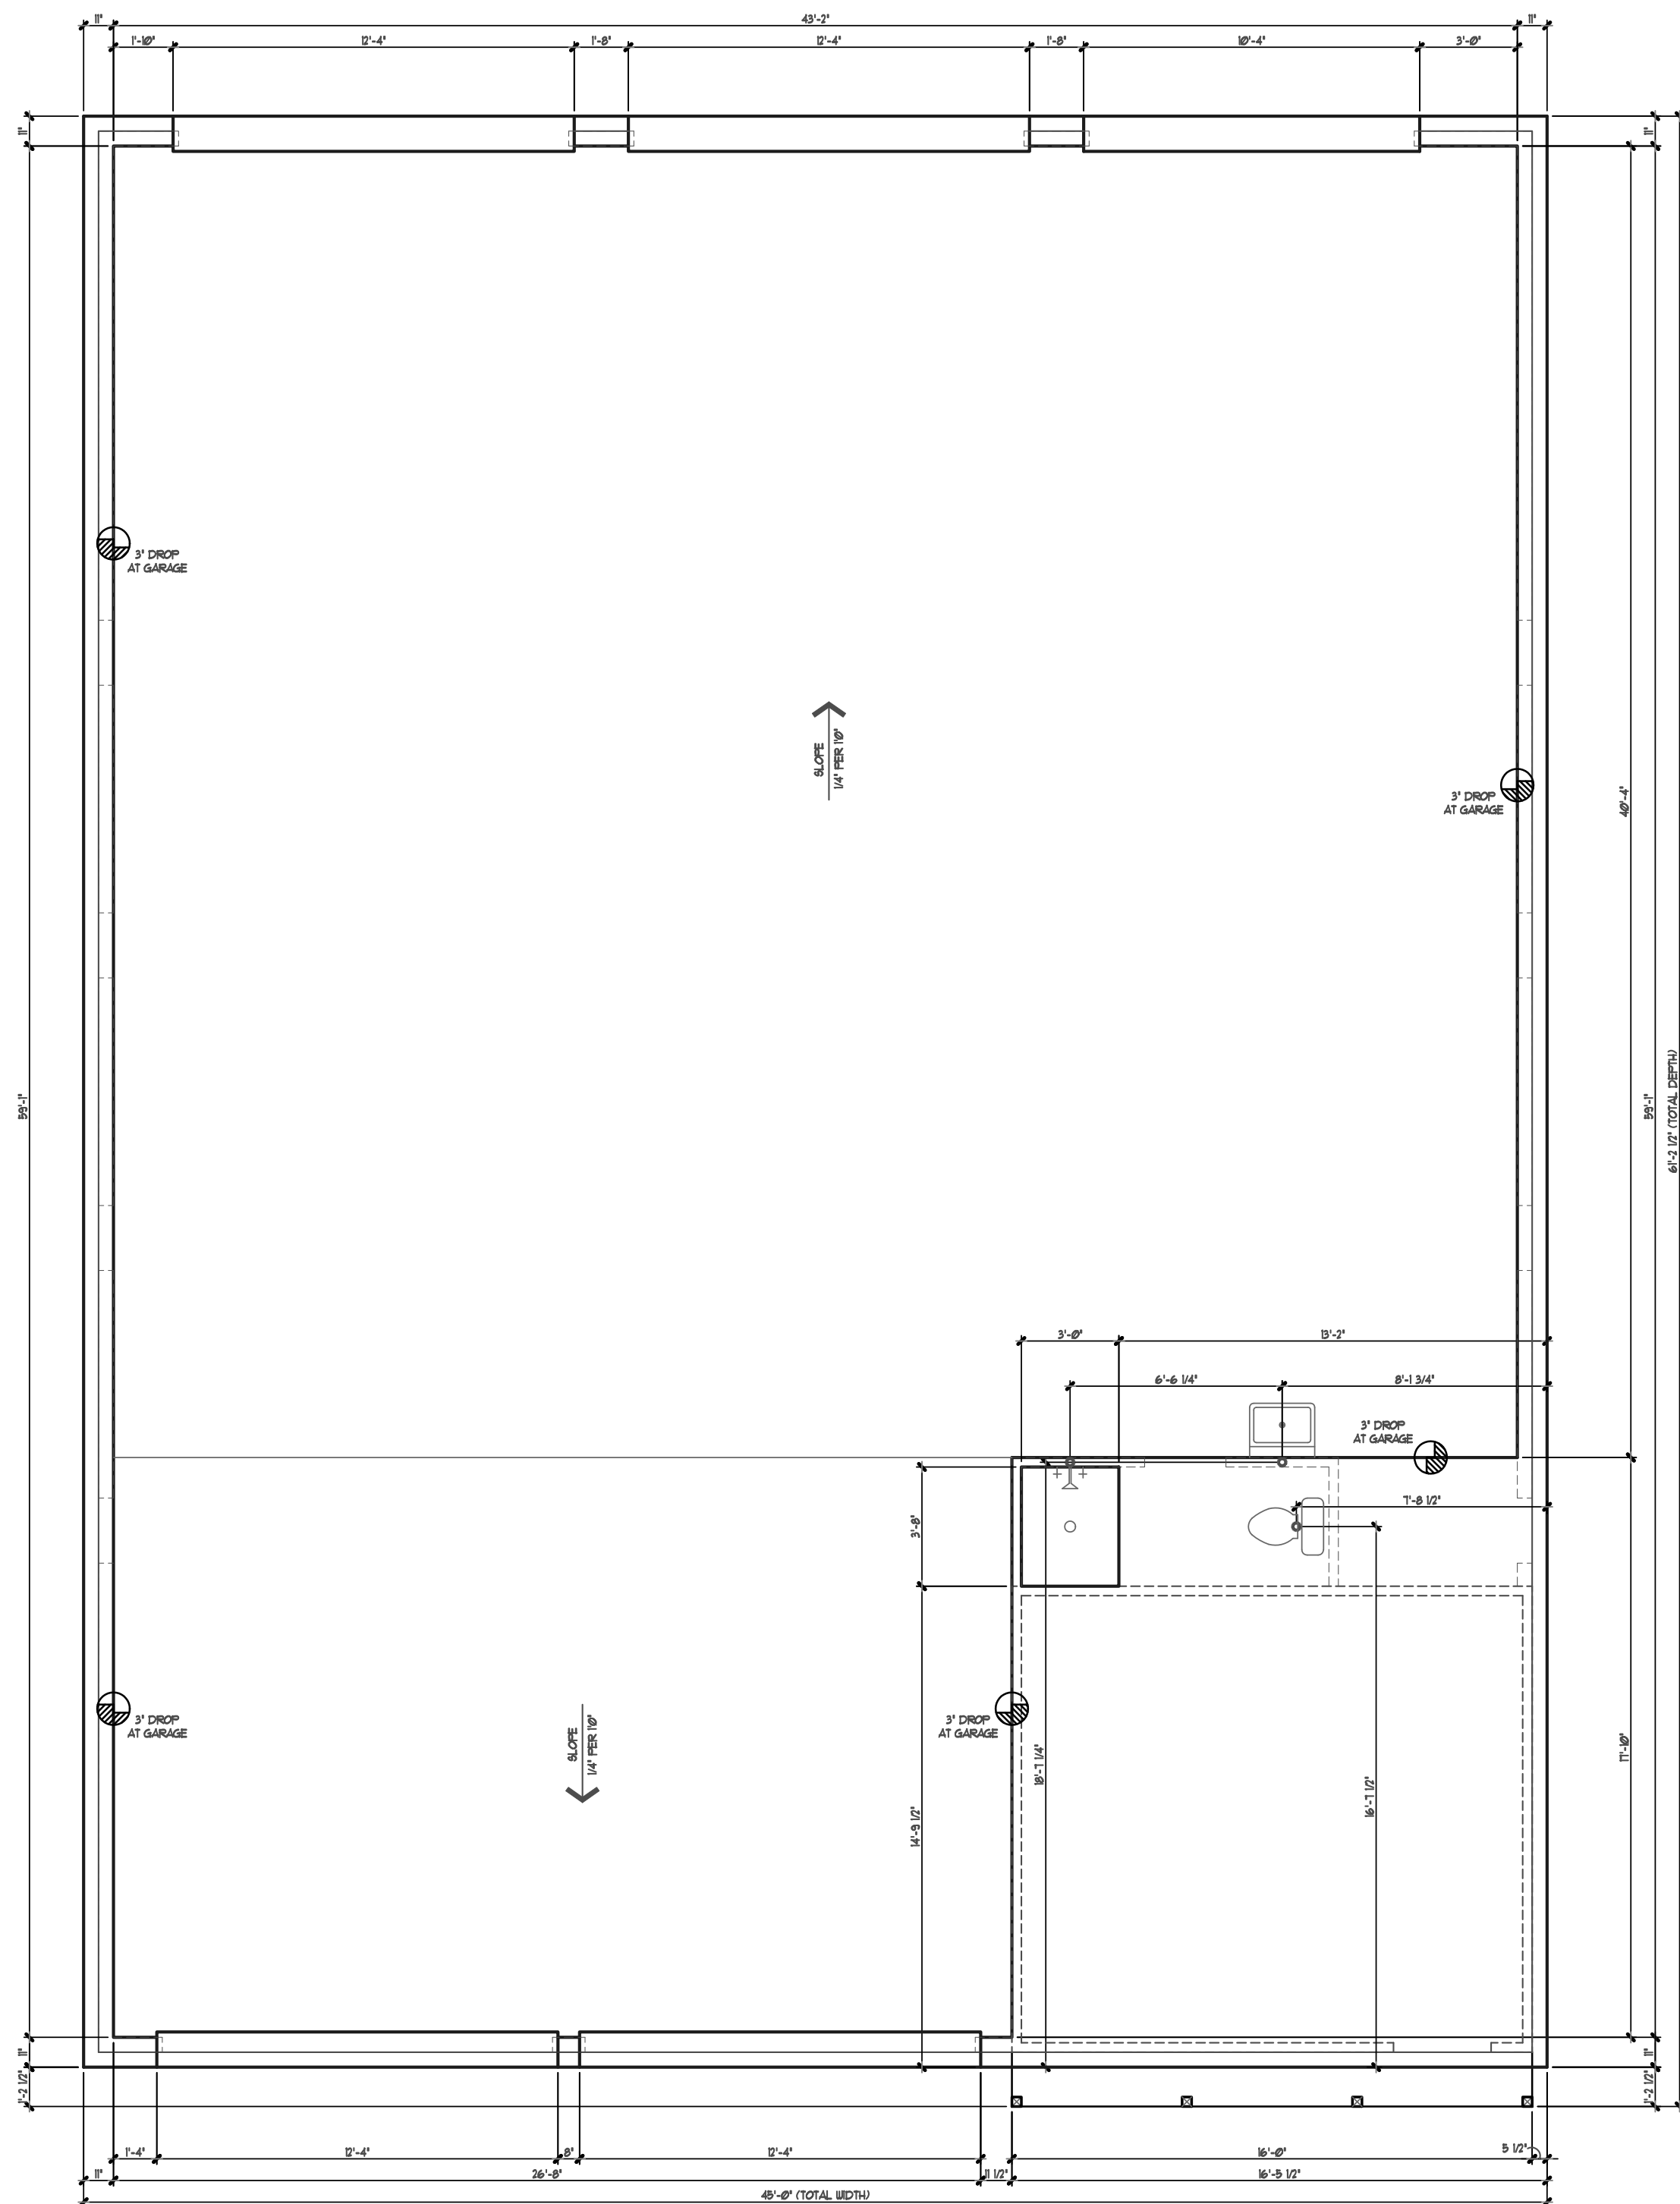 11"
43'-2"
11"
1'-10"
12'-4"
1'-8"
12'-4"
1'-8"
10'-4"
3'-0"
11"
11"
3" DROP
AT GARAGE
SLOPE
1/4" PER 1'0"
3" DROP
AT GARAGE
40'-4"
59'-1"
59'-1"
61'-2 1/2" (TOTAL DEPTH)
3'-0"
13'-2"
6'-6 1/4"
8'-1 3/4"
3" DROP
AT GARAGE
7'-8 1/2"
3'-8"
3" DROP
AT GARAGE
SLOPE
1/4" PER 1'0"
3" DROP
AT GARAGE
18'-7 1/4"
16'-7 1/2"
14'-9 1/2"
17'-10"
11"
1'-2 1/2"
11"
1'-2 1/2"
1'-4"
12'-4"
8"
12'-4"
16'-0"
5 1/2"
11"
26'-8"
11 1/2"
16'-5 1/2"
45'-0" (TOTAL WIDTH)